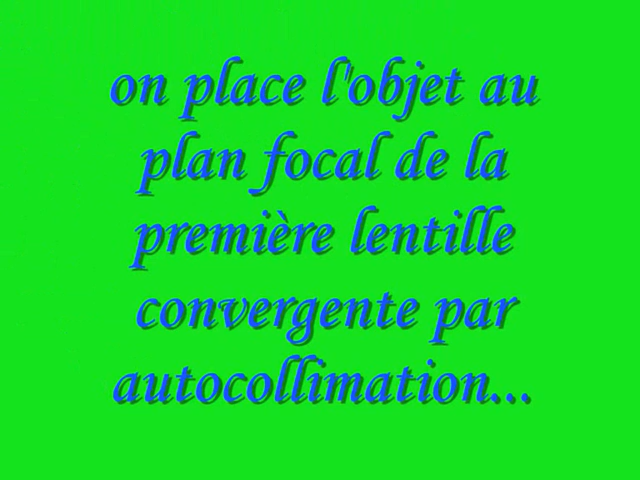 on place l'objet au
plan focal de la
première lentille
convergente par
autocollimation...